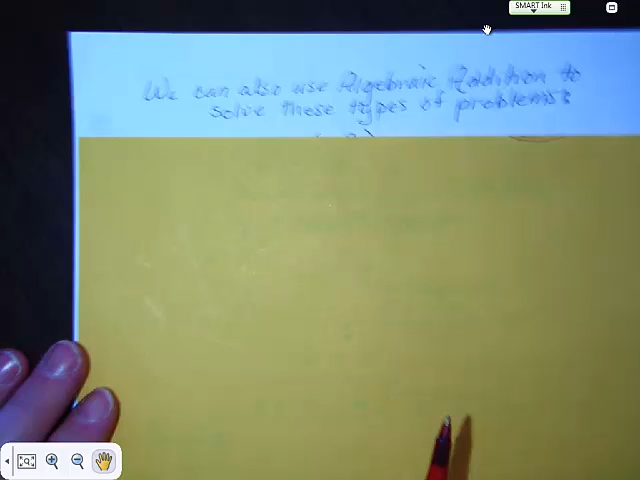 SMART Ink
We can also use Algebraic Addition to
solve these types of problems: